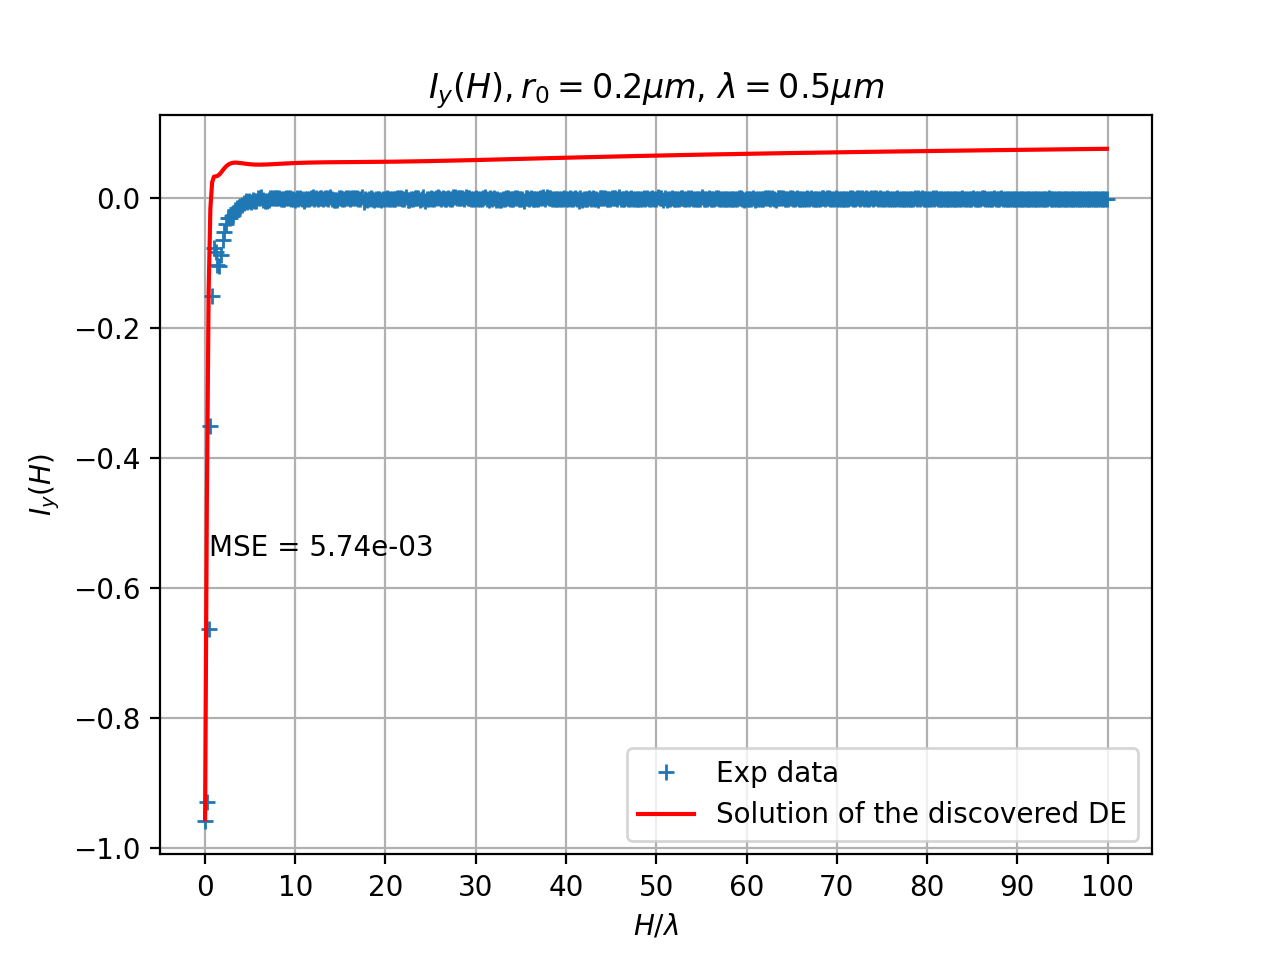 I_y(H), r_0 = 0.2μm, λ = 0.5μm
0.0
−0.2
−0.4
−0.6
−0.8
−1.0
I_y(H)
MSE = 5.74e-03
Exp data
Solution of the discovered DE
0 10 20 30 40 50 60 70 80 90 100
H/λ